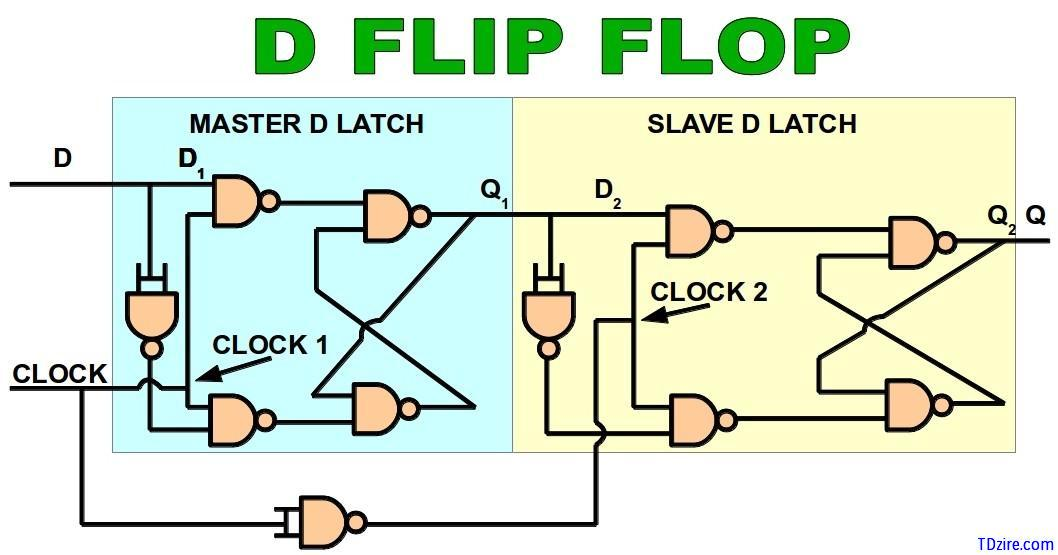 D FLIP FLOP
MASTER D LATCH
SLAVE D LATCH
D
D1
Q1
D2
Q2 Q
CLOCK 2
CLOCK 1
CLOCK
TDzire.com